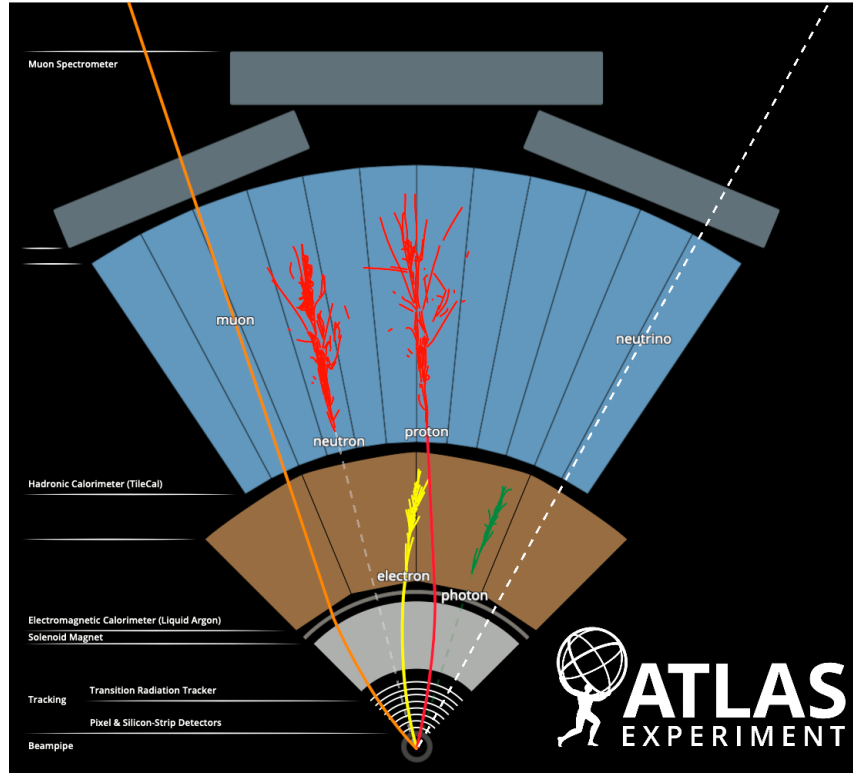 Muon Spectrometer
muon
neutrino
neutron
proton
Hadronic Calorimeter (TileCal)
electron
photon
Electromagnetic Calorimeter (Liquid Argon)
Solenoid Magnet
Tracking
Transition Radiation Tracker
Pixel & Silicon-Strip Detectors
Beampipe
ATLAS
EXPERIMENT